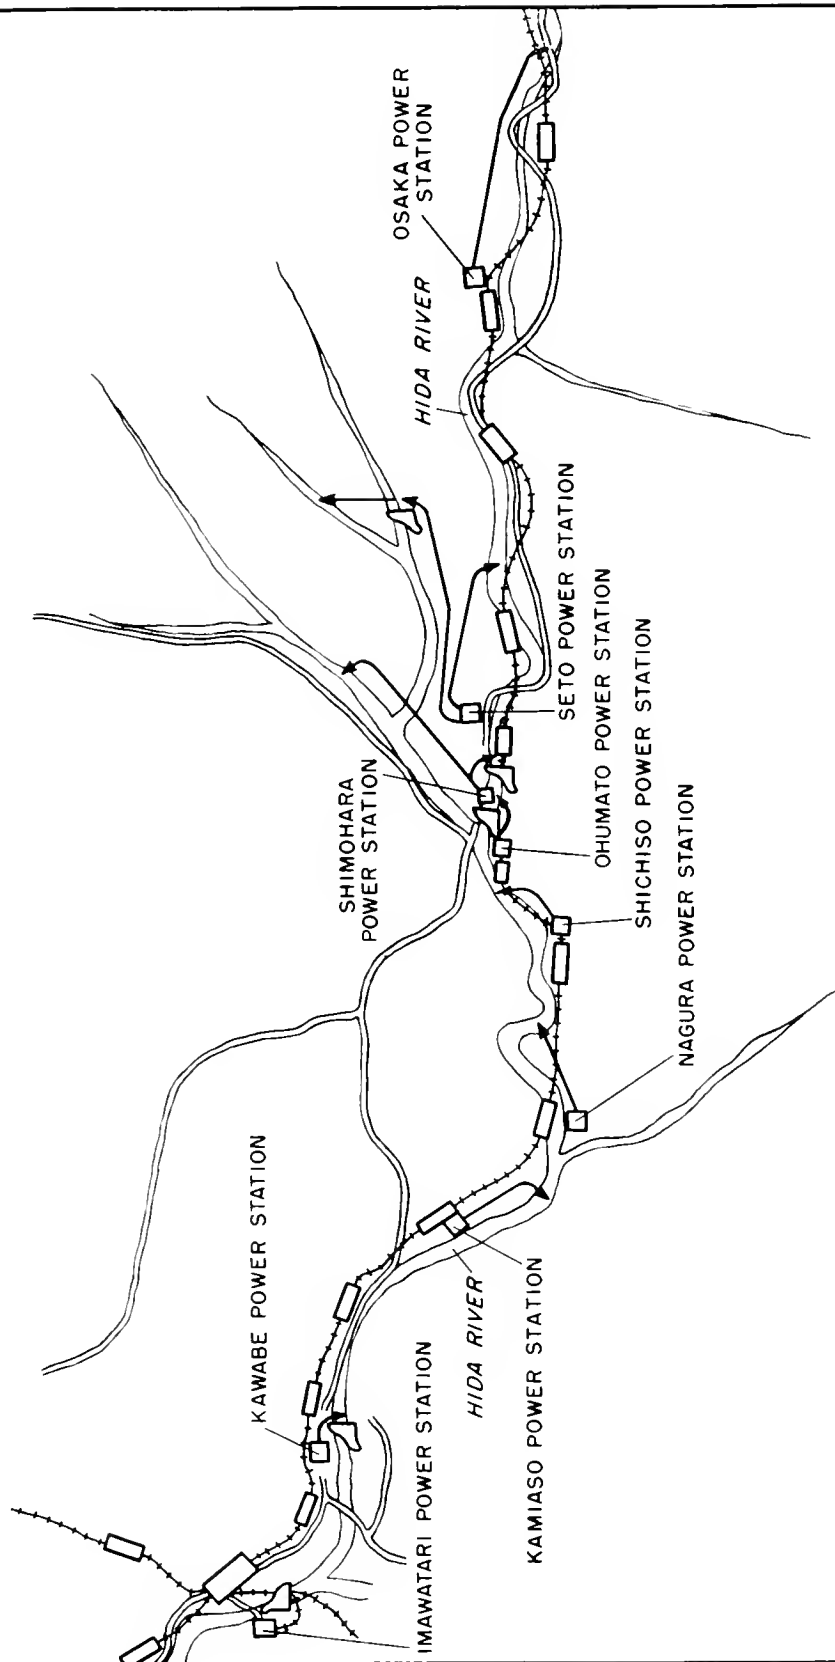 OSAKA POWER
STATION
HIDA RIVER
SETO POWER STATION
OHUMATO POWER STATION
SHICHISO POWER STATION
NAGURA POWER STATION
SHIMOHARA
POWER STATION
KAWABE POWER STATION
IMAWATARI POWER STATION
HIDA RIVER
KAMIASO POWER STATION